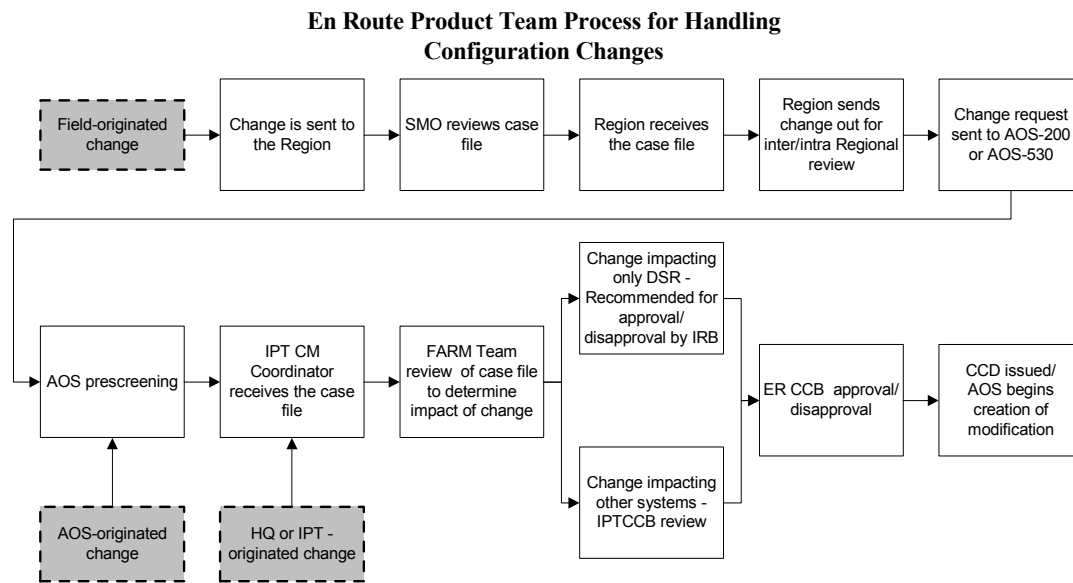 En Route Product Team Process for Handling
Configuration Changes
Field-originated
change
Change is sent to
the Region
SMO reviews case
file
Region receives
the case file
Region sends
change out for
inter/intra Regional
review
Change request
sent to AOS-200
or AOS-530
Change impacting
only DSR -
Recommended for
approval/
disapproval by IRB
AOS prescreening
IPT CM
Coordinator
receives the case
file
FARM Team
review of case file
to determine
impact of change
ER CCB approval/
disapproval
CCD issued/
AOS begins
creation of
modification
Change impacting
other systems -
IPTCCB review
AOS-originated
change
HQ or IPT -
originated change